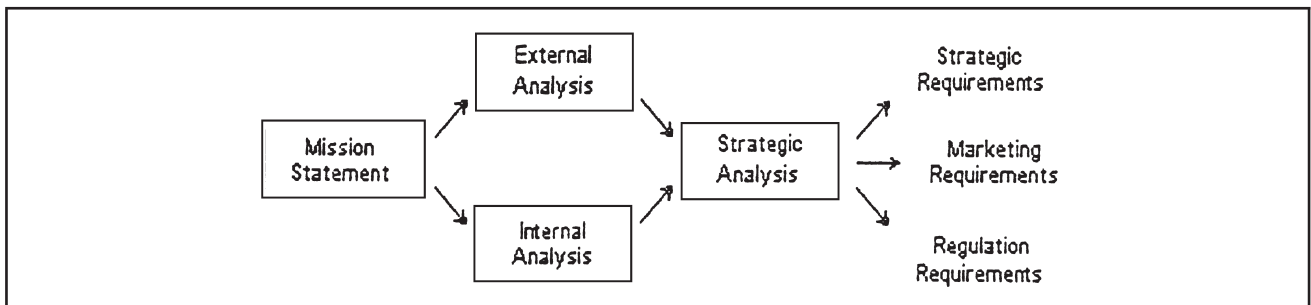 Mission
Statement
External
Analysis
Internal
Analysis
Strategic
Analysis
Strategic
Requirements
Marketing
Requirements
Regulation
Requirements